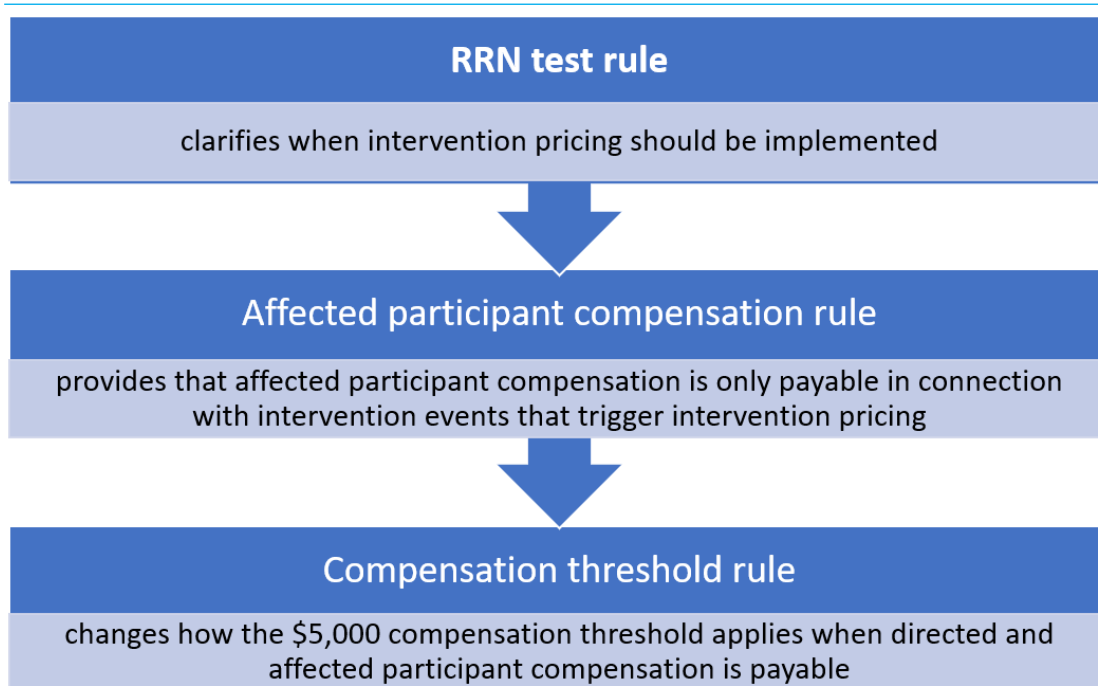 RRN test rule
clarifies when intervention pricing should be implemented
Affected participant compensation rule
provides that affected participant compensation is only payable in connection
with intervention events that trigger intervention pricing
Compensation threshold rule
changes how the $5,000 compensation threshold applies when directed and
affected participant compensation is payable